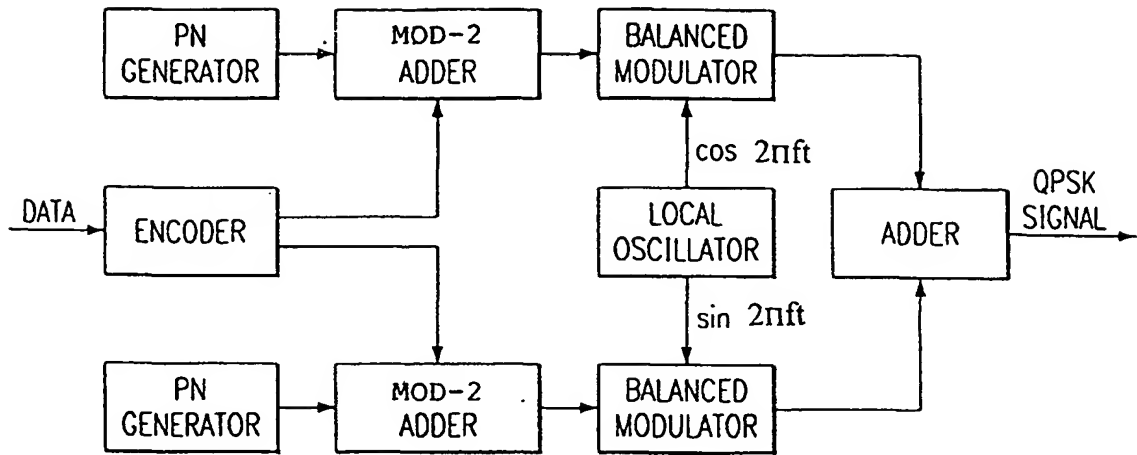 PN
GENERATOR
MOD-2
ADDER
BALANCED
MODULATOR
cos 2πft
DATA
ENCODER
LOCAL
OSCILLATOR
ADDER
QPSK
SIGNAL
sin 2πft
PN
GENERATOR
MOD-2
ADDER
BALANCED
MODULATOR